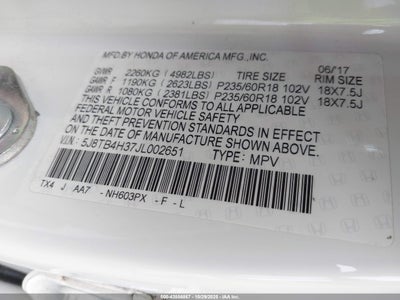 MFD.BY HONDA OF AMERICA MFG.,INC. 06/17
GVWR 2260KG (4982LBS) TIRE SIZE RIM SIZE
GAWR F 1190KG (2623LBS) P235/60R18 102V 18X7.5J
GAWR R 1080KG (2381LBS) P235/60R18 102V 18X7.5J
THIS VEHICLE CONFORMS TO ALL APPLICABLE
FEDERAL MOTOR VEHICLE SAFETY AND THEFT
PREVENTION STANDARDS IN EFFECT ON THE
DATE OF MANUFACTURE SHOWN ABOVE.
V.I.N: 5J8TB4H37JL002651 TYPE: MPV
TX4 J AA7 - NH603PX - F - L